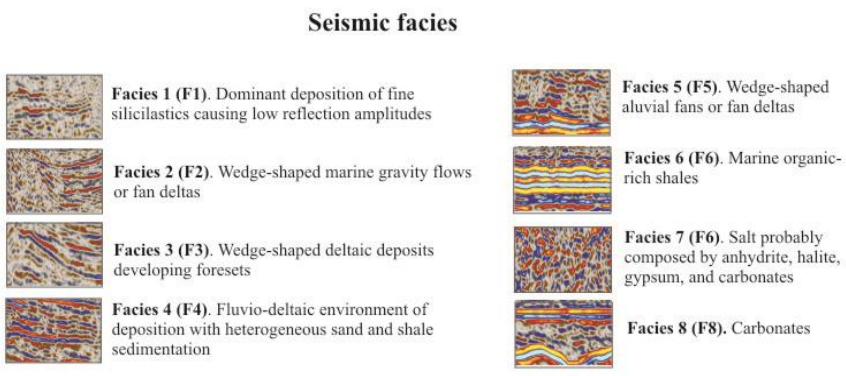 Seismic facies
Facies 1 (F1). Dominant deposition of fine
silicilastics causing low reflection amplitudes
Facies 2 (F2). Wedge-shaped marine gravity flows
or fan deltas
Facies 3 (F3). Wedge-shaped deltaic deposits
developing foresets
Facies 4 (F4). Fluvio-deltaic environment of
deposition with heterogeneous sand and shale
sedimentation
Facies 5 (F5). Wedge-shaped
aluvial fans or fan deltas
Facies 6 (F6). Marine organic-
rich shales
Facies 7 (F6). Salt probably
composed by anhydrite, halite,
gypsum, and carbonates
Facies 8 (F8). Carbonates